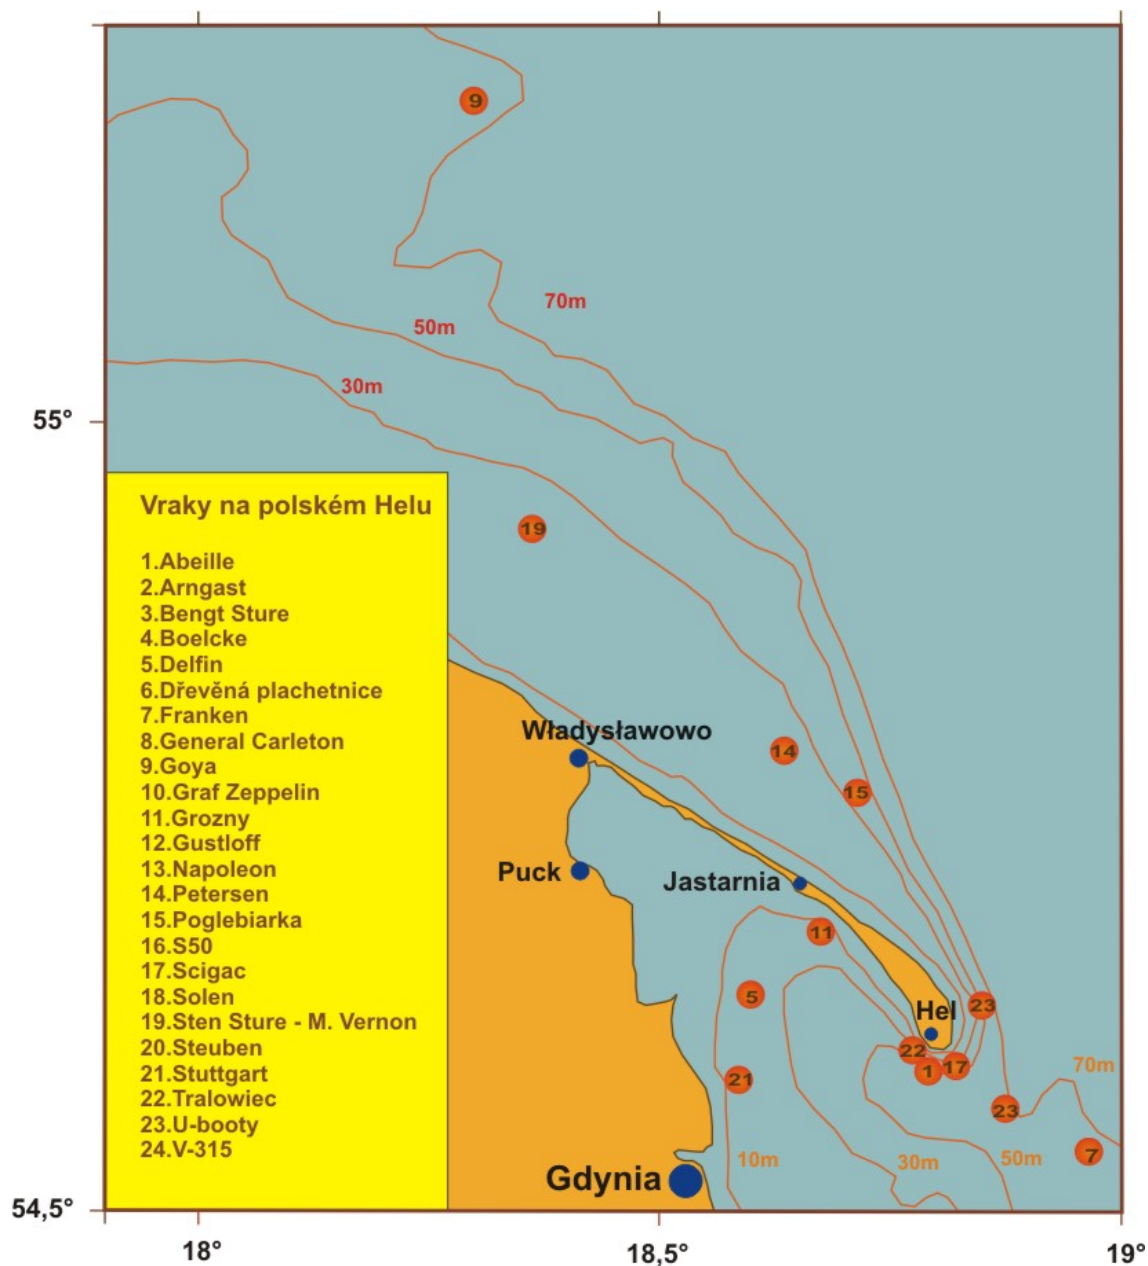 9
70m
50m
30m
55°
Vraky na polském Helu
1.Abeille
2.Arngast
3.Bengt Sture
4.Boelcke
5.Delfin
6.Dřevěná plachetnice
7.Franken
8.General Carleton
9.Goya
10.Graf Zeppelin
11.Grozny
12.Gustloff
13.Napoleon
14.Petersen
15.Poglebiarka
16.S50
17.Scigac
18.Solen
19.Sten Sture - M. Vernon
20.Steuben
21.Stuttgart
22.Tralowiec
23.U-booty
24.V-315
19
Władysławowo
14
15
Puck
Jastarnia
11
5
23
Hel
22
1
17
21
70m
23
7
10m
30m
50m
Gdynia
54,5°
18°
18,5°
19°